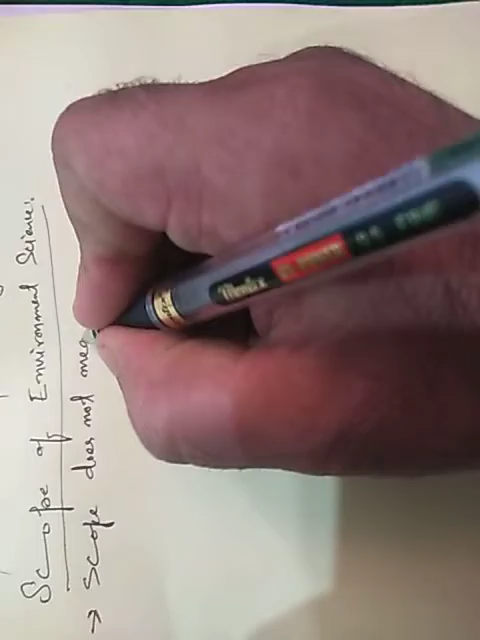 Scope of Environment Science.
→ Scope does not mea